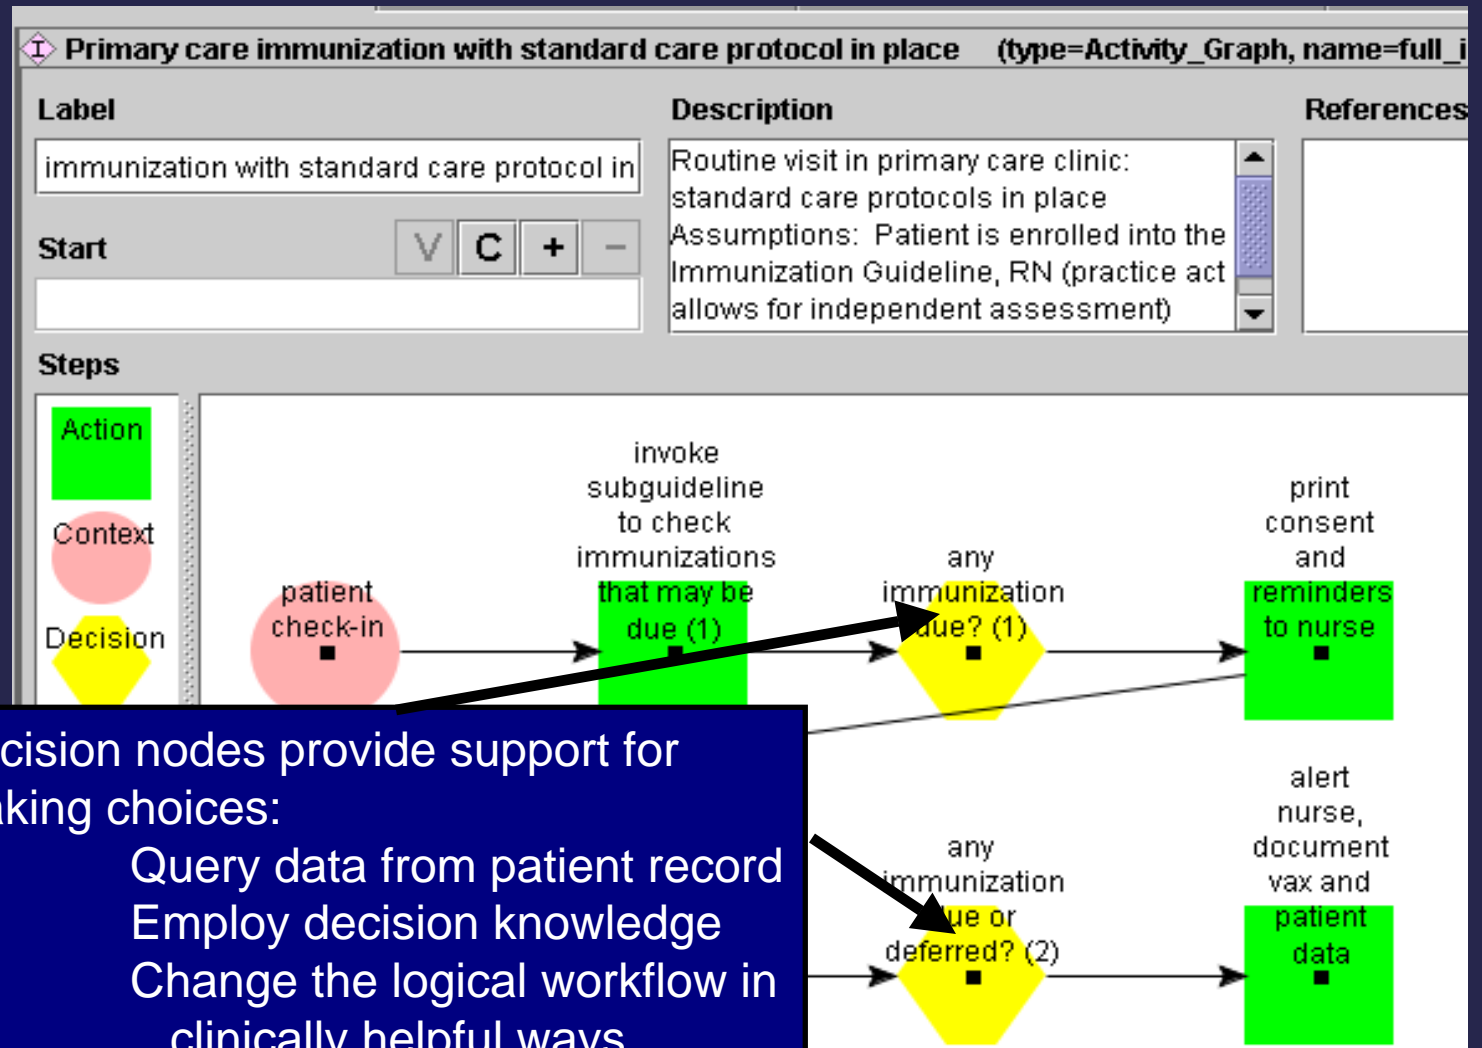 Primary care immunization with standard care protocol in place (type=Activity_Graph, name=full_i
Label
Description
References
immunization with standard care protocol in
Routine visit in primary care clinic:
standard care protocols in place
Assumptions: Patient is enrolled into the
Immunization Guideline, RN (practice act
allows for independent assessment)
Start
V C + −
Steps
Action
Context
Decision
patient
check-in
invoke
subguideline
to check
immunizations
that may be
due (1)
any
immunization
due? (1)
print
consent
and
reminders
to nurse
cision nodes provide support for
aking choices:
Query data from patient record
Employ decision knowledge
Change the logical workflow in
clinically helpful ways
any
immunization
due or
deferred? (2)
alert
nurse,
document
vax and
patient
data